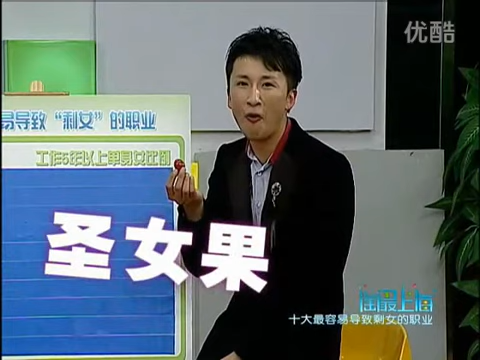 优酷
易导致“剩女”的职业
工作5年以上单身女比例
圣女果
十大最容易导致剩女的职业